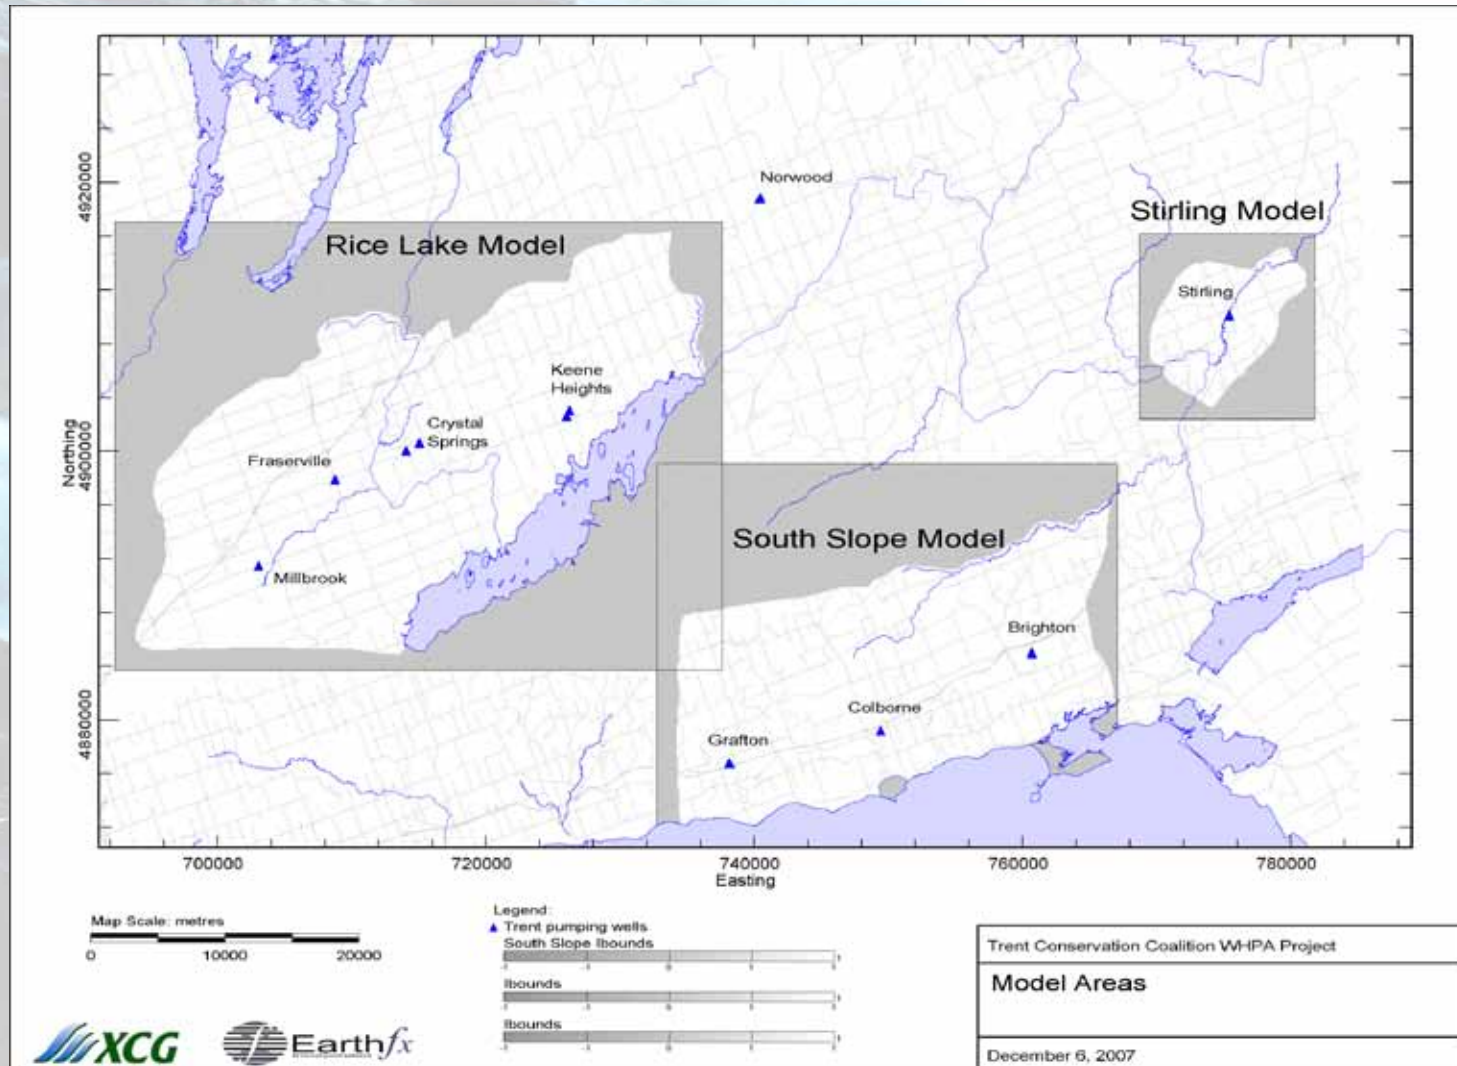 Norwood
Stirling Model
Rice Lake Model
Stirling
Keene
Heights
Crystal
Springs
Fraserville
South Slope Model
Millbrook
Brighton
Colborne
Grafton
4920000
4900000
4880000
Northing
700000
720000
740000
760000
780000
Easting
Map Scale: metres
0
10000
20000
Legend:
Trent pumping wells
South Slope Ibounds
Ibounds
Ibounds
XCG
Earthfx
Trent Conservation Coalition WHPA Project
Model Areas
December 6, 2007